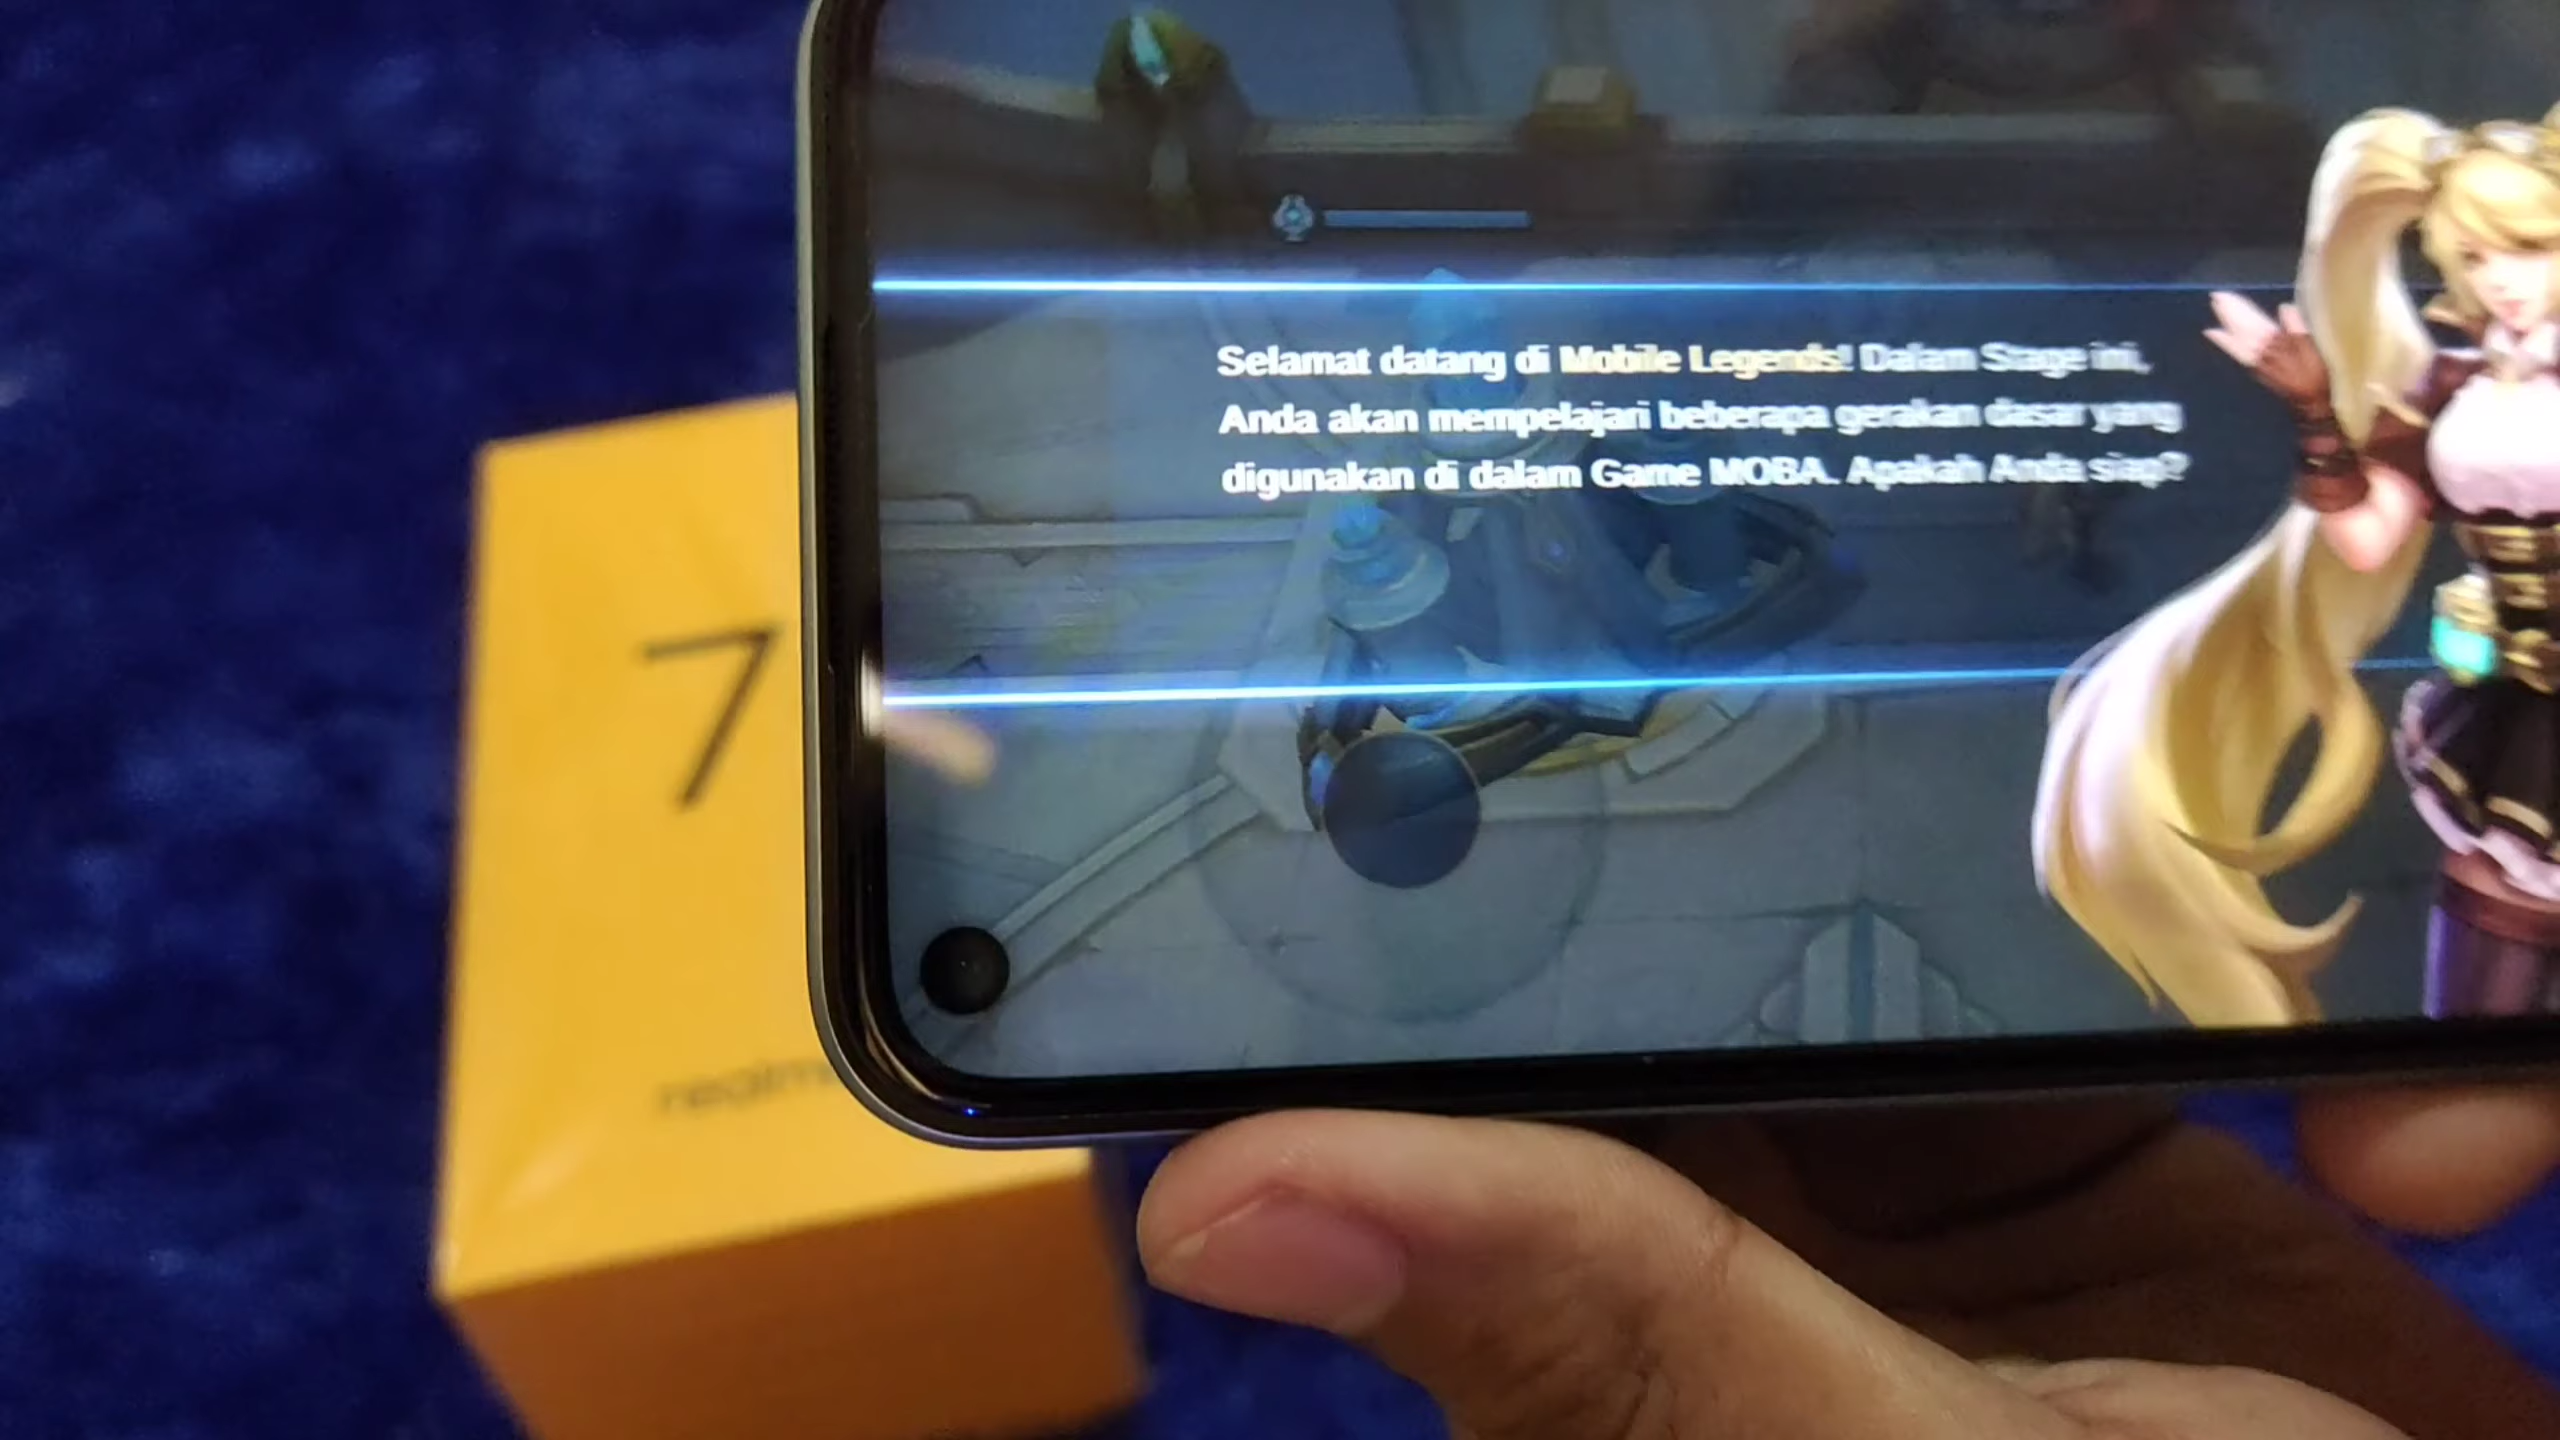 Selamat datang di Mobile Legends! Dalam Stage ini,
Anda akan mempelajari beberapa gerakan dasar yang
digunakan di dalam Game MOBA. Apakah Anda siap?
7
realm